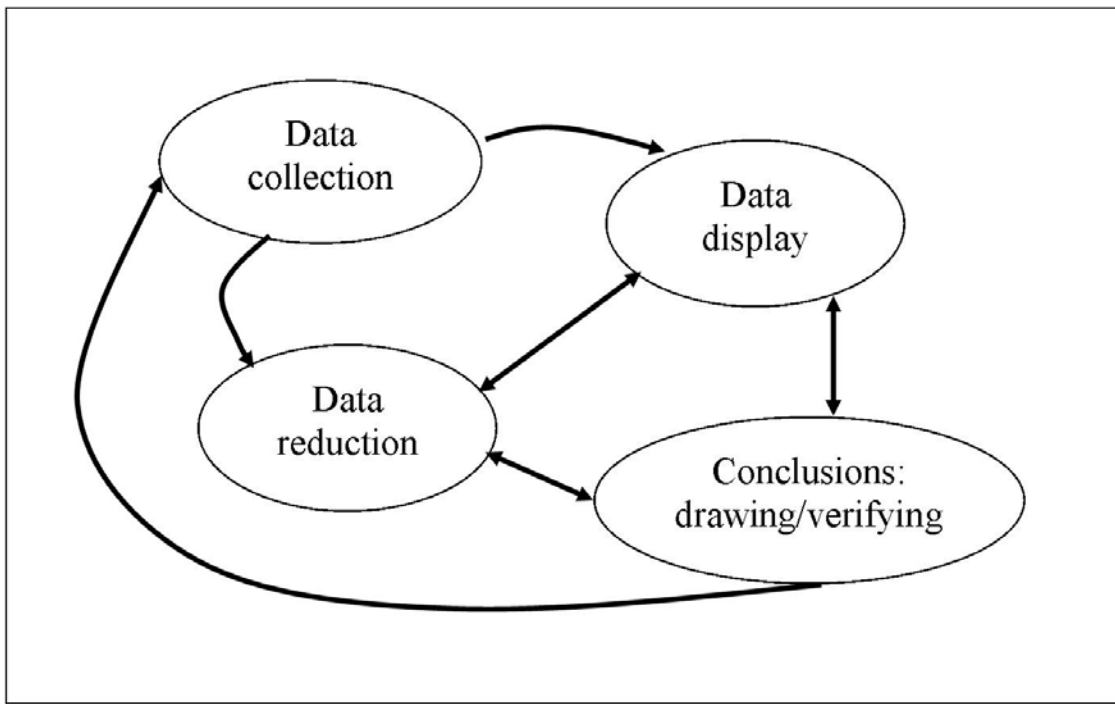 Data
collection
Data
display
Data
reduction
Conclusions:
drawing/verifying